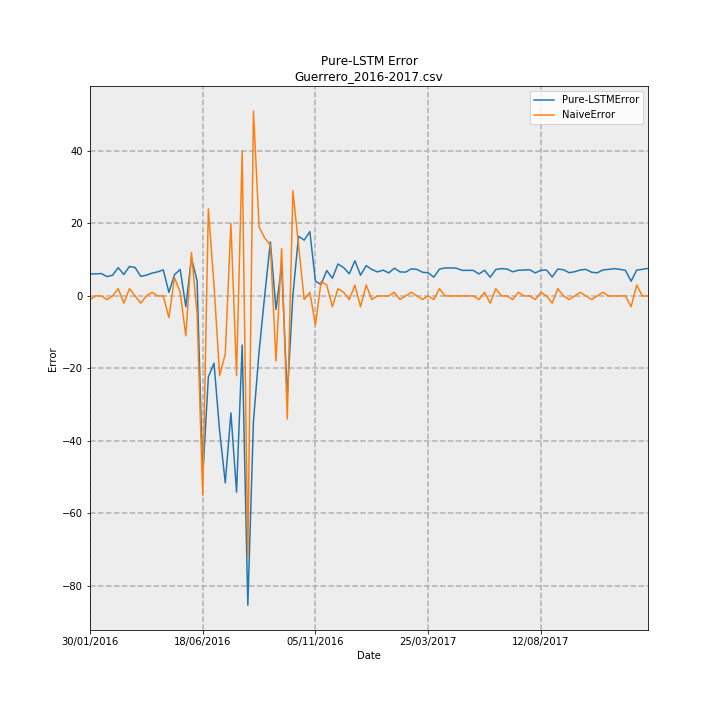 Pure-LSTM Error
Guerrero_2016-2017.csv
Pure-LSTMError
NaiveError
40
20
0
−20
−40
−60
−80
Error
30/01/2016
18/06/2016
05/11/2016
25/03/2017
12/08/2017
Date